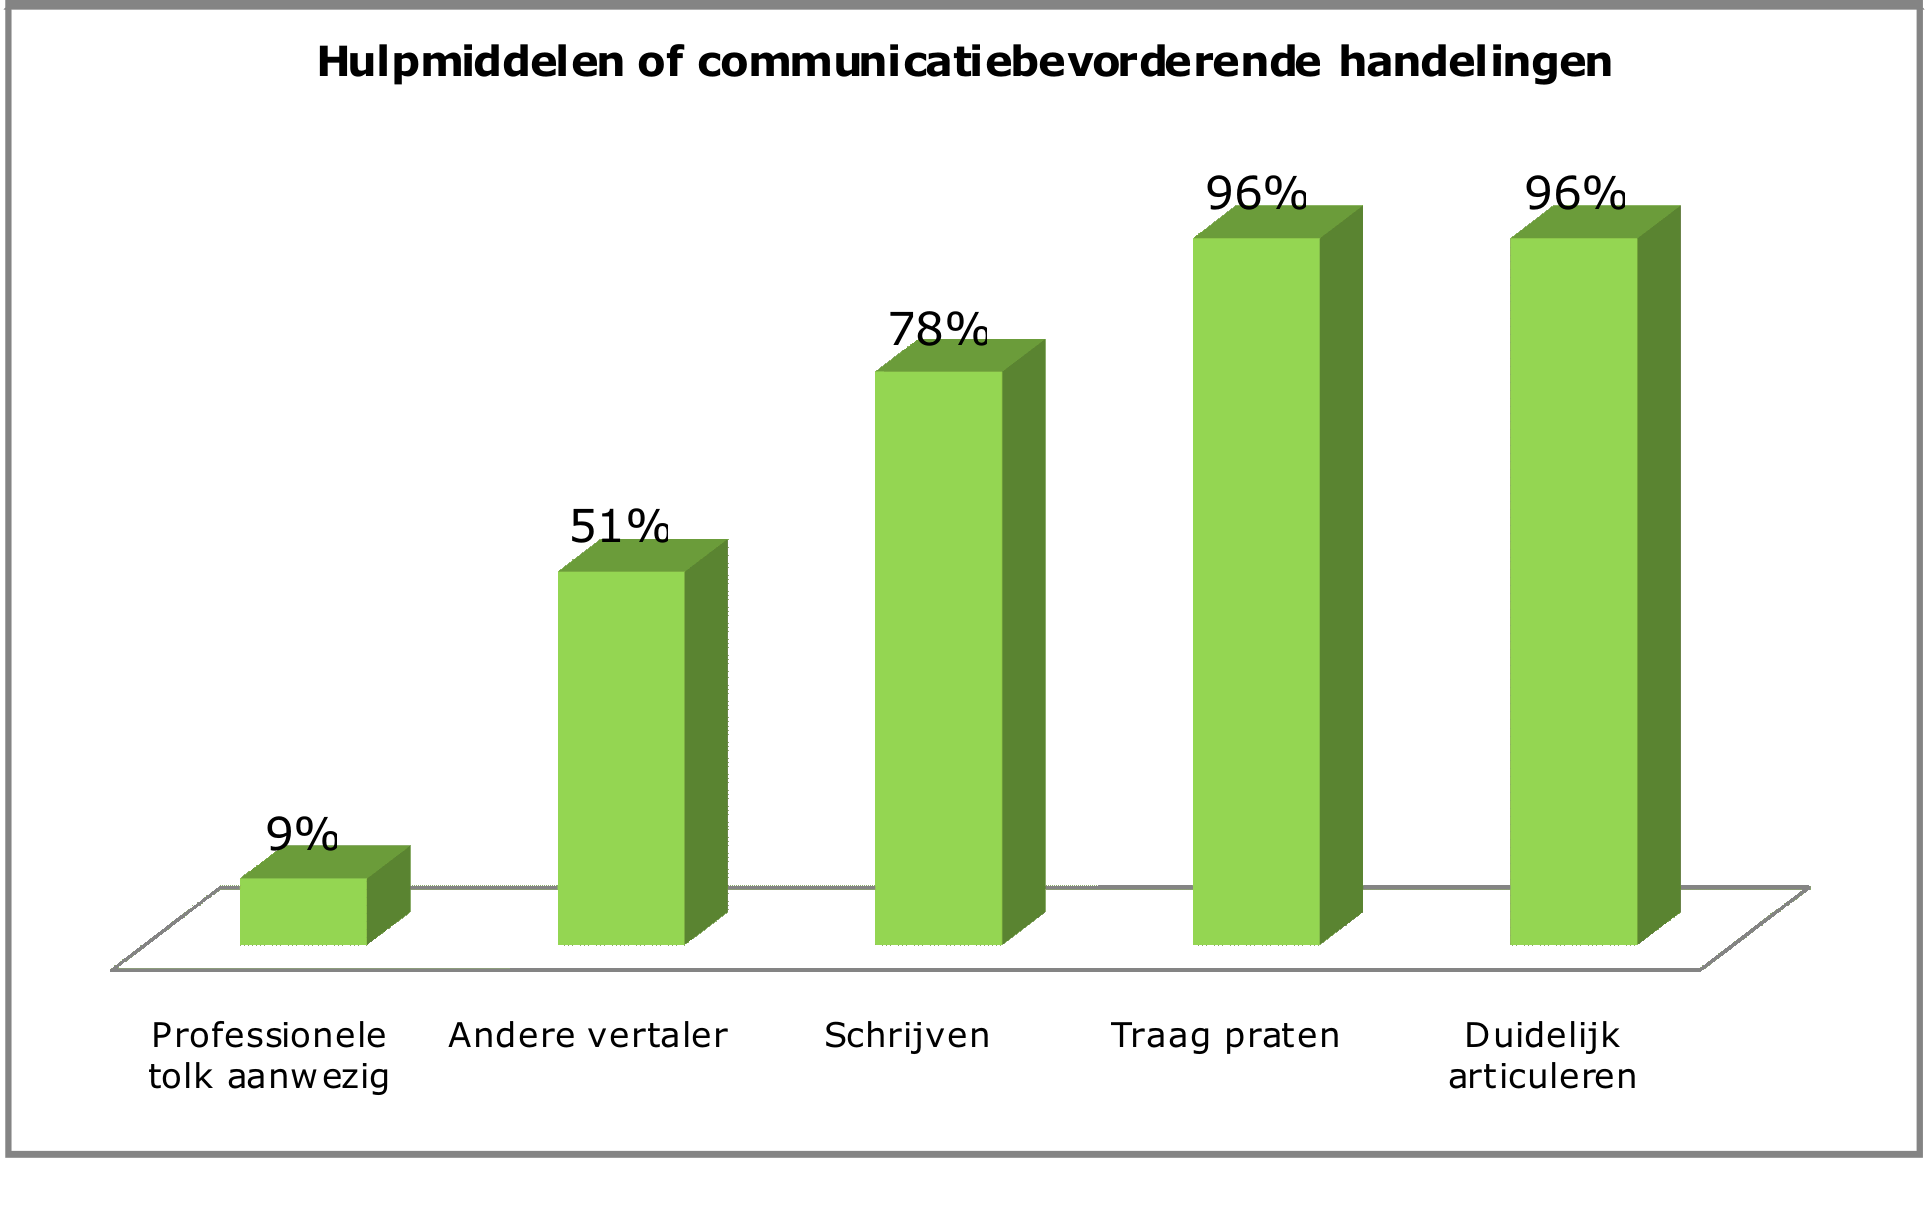 Hulpmiddelen of communicatiebevorderende handelingen
96%
96%
78%
51%
9%
Professionele
tolk aanwezig
Andere vertaler
Schrijven
Traag praten
Duidelijk
articuleren